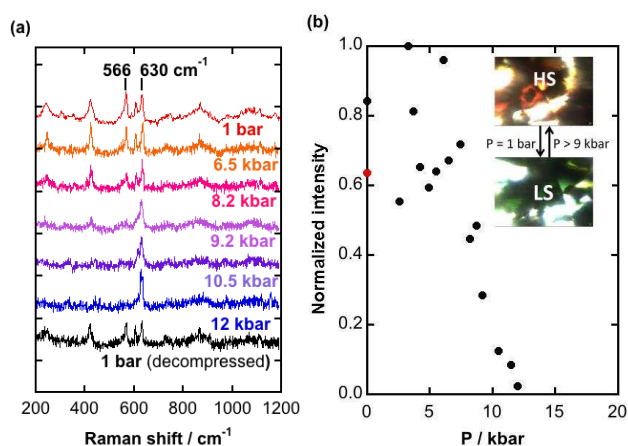 (a)
566 630 cm⁻¹
1 bar
6.5 kbar
8.2 kbar
9.2 kbar
10.5 kbar
12 kbar
1 bar (decompressed)
200 400 600 800 1000 1200
Raman shift / cm⁻¹
(b)
1.0
0.8
0.6
0.4
0.2
0.0
Normalized intensity
HS
P = 1 bar P > 9 kbar
LS
0 5 10 15 20
P / kbar